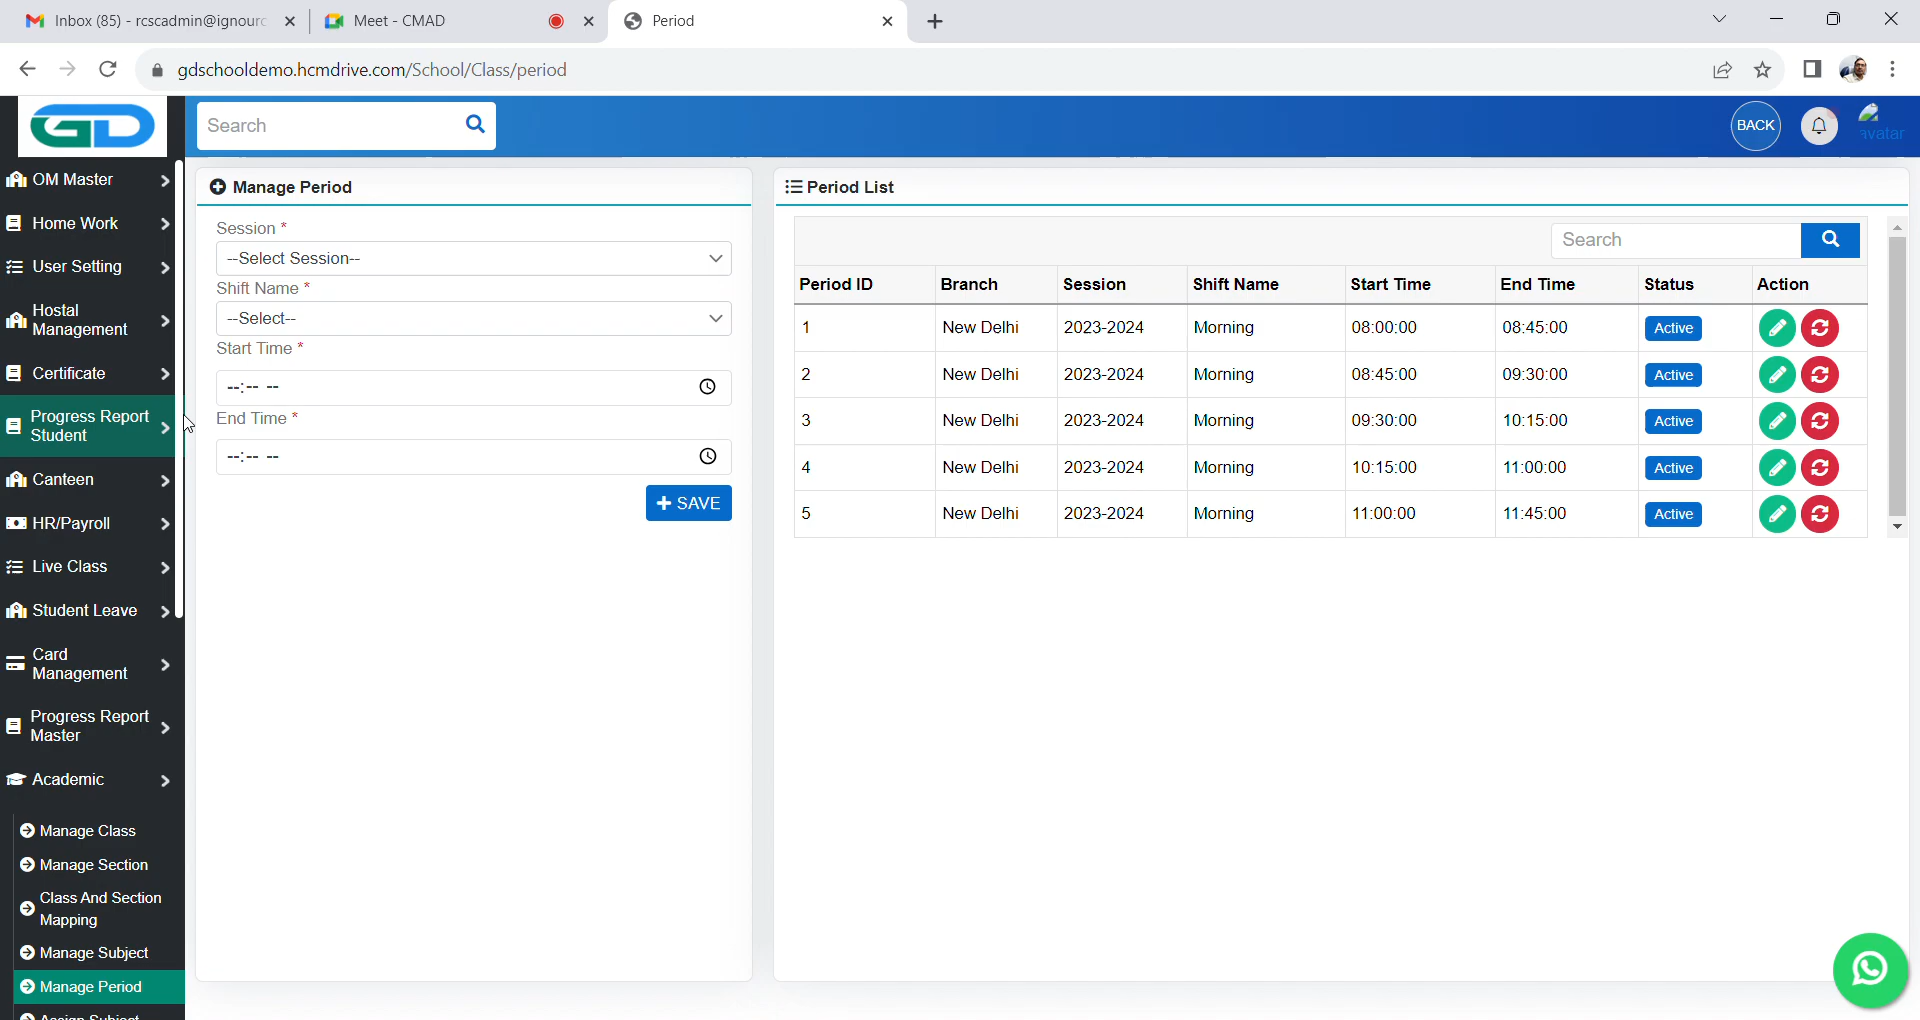 Inbox (85) - rcscadmin@ignourc
Meet - CMAD
Period
gdschooldemo.hcmdrive.com/School/Class/period
GD
Search
BACK
avatar
OM Master
Home Work
User Setting
Hostal
Management
Certificate
Progress Report
Student
Canteen
HR/Payroll
Live Class
Student Leave
Card
Management
Progress Report
Master
Academic
Manage Class
Manage Section
Class And Section
Mapping
Manage Subject
Manage Period
Assign Subject
Manage Period
Session *
--Select Session--
Shift Name *
--Select--
Start Time *
--:-- --
End Time *
--:-- --
+ SAVE
Period List
Search
Period ID Branch Session Shift Name Start Time End Time Status Action
1 New Delhi 2023-2024 Morning 08:00:00 08:45:00 Active
2 New Delhi 2023-2024 Morning 08:45:00 09:30:00 Active
3 New Delhi 2023-2024 Morning 09:30:00 10:15:00 Active
4 New Delhi 2023-2024 Morning 10:15:00 11:00:00 Active
5 New Delhi 2023-2024 Morning 11:00:00 11:45:00 Active